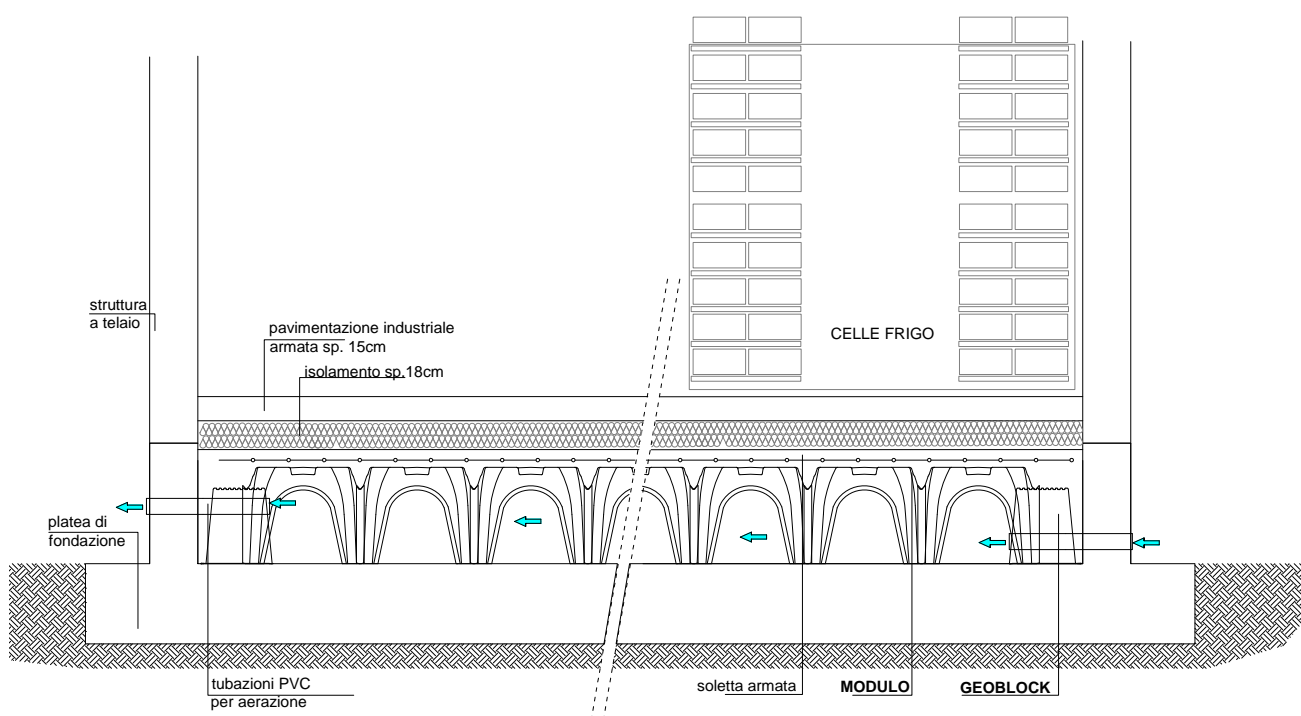 CELLE FRIGO
struttura
a telaio
pavimentazione industriale
armata sp. 15cm
isolamento sp.18cm
platea di
fondazione
tubazioni PVC
per aerazione
soletta armata
MODULO
GEOBLOCK